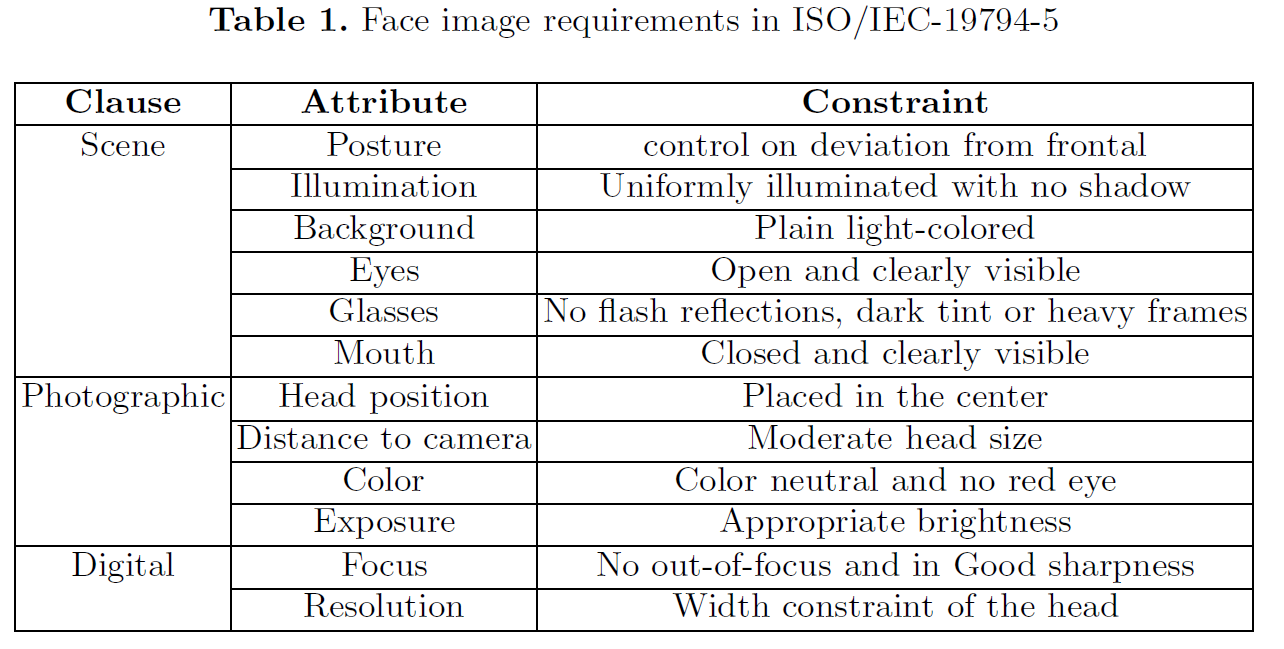 Table 1. Face image requirements in ISO/IEC-19794-5
Clause Attribute Constraint
Scene Posture control on deviation from frontal
Illumination Uniformly illuminated with no shadow
Background Plain light-colored
Eyes Open and clearly visible
Glasses No flash reflections, dark tint or heavy frames
Mouth Closed and clearly visible
Photographic Head position Placed in the center
Distance to camera Moderate head size
Color Color neutral and no red eye
Exposure Appropriate brightness
Digital Focus No out-of-focus and in Good sharpness
Resolution Width constraint of the head